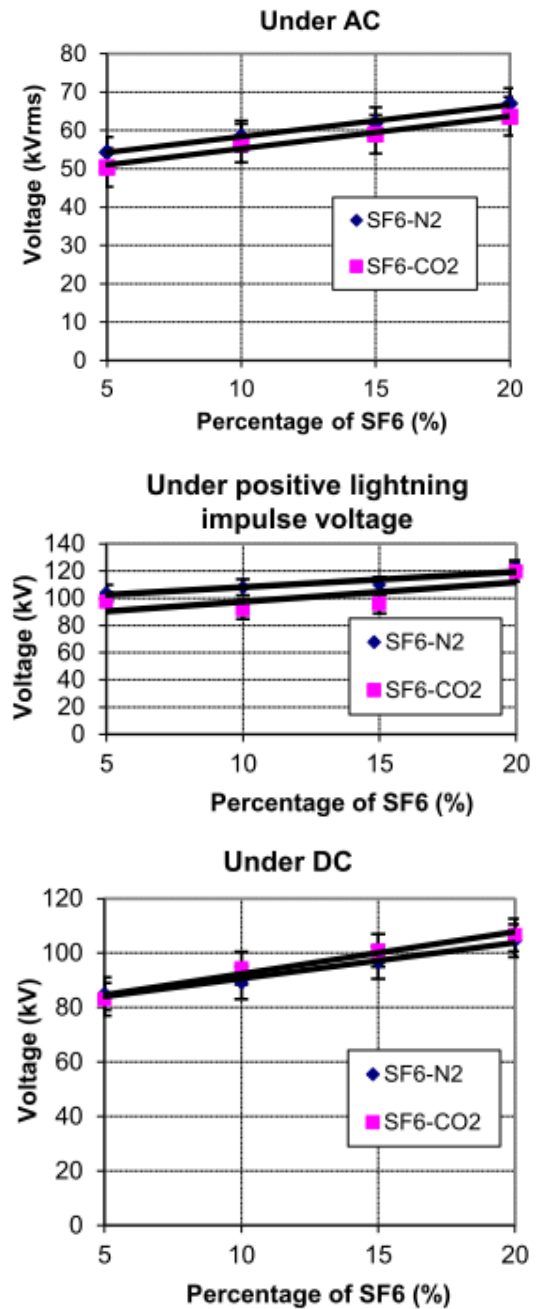 Under AC
Voltage (kVrms)
80
70
60
50
40
30
20
10
0
SF6-N2
SF6-CO2
5 10 15 20
Percentage of SF6 (%)
Under positive lightning
impulse voltage
Voltage (kV)
140
120
100
80
60
40
20
0
SF6-N2
SF6-CO2
5 10 15 20
Percentage of SF6 (%)
Under DC
Voltage (kV)
120
100
80
60
40
20
0
SF6-N2
SF6-CO2
5 10 15 20
Percentage of SF6 (%)